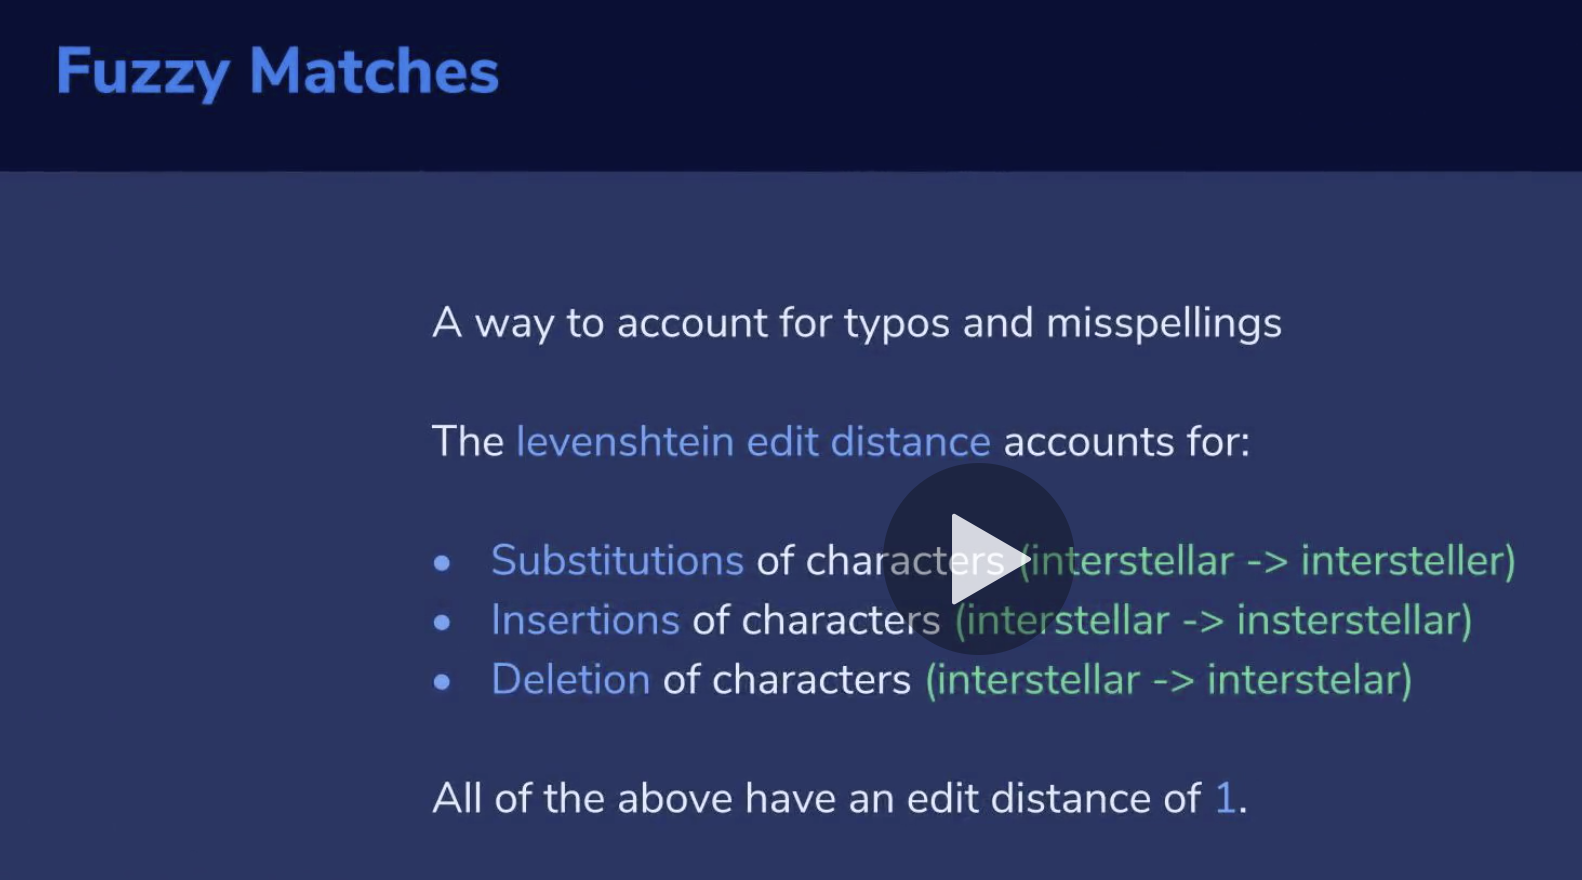 Fuzzy Matches
A way to account for typos and misspellings
The levenshtein edit distance accounts for:
• Substitutions of characters (interstellar -> intersteller)
• Insertions of characters (interstellar -> insterstellar)
• Deletion of characters (interstellar -> interstelar)
All of the above have an edit distance of 1.